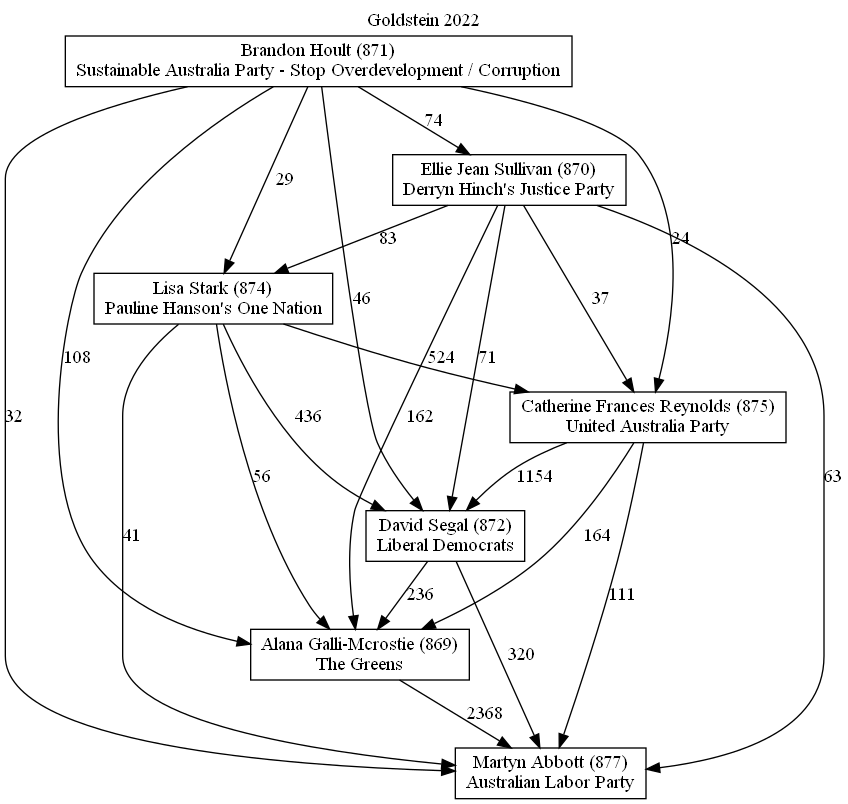 Goldstein 2022
Brandon Hoult (871)
Sustainable Australia Party - Stop Overdevelopment / Corruption
74
Ellie Jean Sullivan (870)
Derryn Hinch's Justice Party
29
83
24
Lisa Stark (874)
Pauline Hanson's One Nation
46
37
108
524
71
Catherine Frances Reynolds (875)
United Australia Party
32
436
162
56
1154
63
David Segal (872)
Liberal Democrats
41
164
236
111
Alana Galli-Mcrostie (869)
The Greens
320
2368
Martyn Abbott (877)
Australian Labor Party